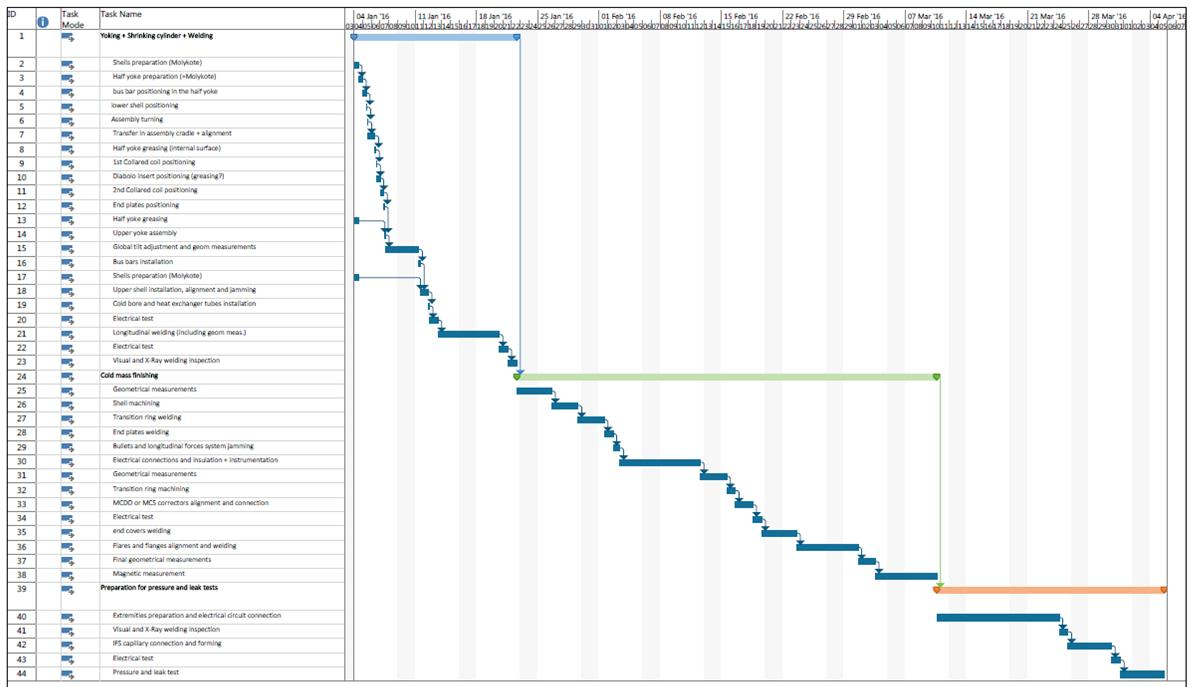 ID Task Mode Task Name 04 Jan '16 11 Jan '16 18 Jan '16 25 Jan '16 01 Feb '16 08 Feb '16 15 Feb '16 22 Feb '16 29 Feb '16 07 Mar '16 14 Mar '16 21 Mar '16 28 Mar '16 04 Apr '16
1 Yoking + Shrinking cylinder + Welding
2 Shells preparation (Molykote)
3 Half yoke preparation (+Molykote)
4 bus bar positioning in the half yoke
5 lower shell positioning
6 Assembly turning
7 Transfer in assembly cradle + alignment
8 Half yoke greasing (internal surface)
9 1st Collared coil positioning
10 Diabolo insert positioning (greasing?)
11 2nd Collared coil positioning
12 End plates positioning
13 Half yoke greasing
14 Upper yoke assembly
15 Global tilt adjustment and geom measurements
16 Bus bars installation
17 Shells preparation (Molykote)
18 Upper shell installation, alignment and jamming
19 Cold bore and heat exchanger tubes installation
20 Electrical test
21 Longitudinal welding (including geom meas.)
22 Electrical test
23 Visual and X-Ray welding inspection
24 Cold mass finishing
25 Geometrical measurements
26 Shell machining
27 Transition ring welding
28 End plates welding
29 Bullets and longitudinal forces system jamming
30 Electrical connections and insulation + instrumentation
31 Geometrical measurements
32 Transition ring machining
33 MCDO or MCS correctors alignment and connection
34 Electrical test
35 end covers welding
36 Flares and flanges alignment and welding
37 Final geometrical measurements
38 Magnetic measurement
39 Preparation for pressure and leak tests
40 Extremities preparation and electrical circuit connection
41 Visual and X-Ray welding inspection
42 IFS capillary connection and forming
43 Electrical test
44 Pressure and leak test